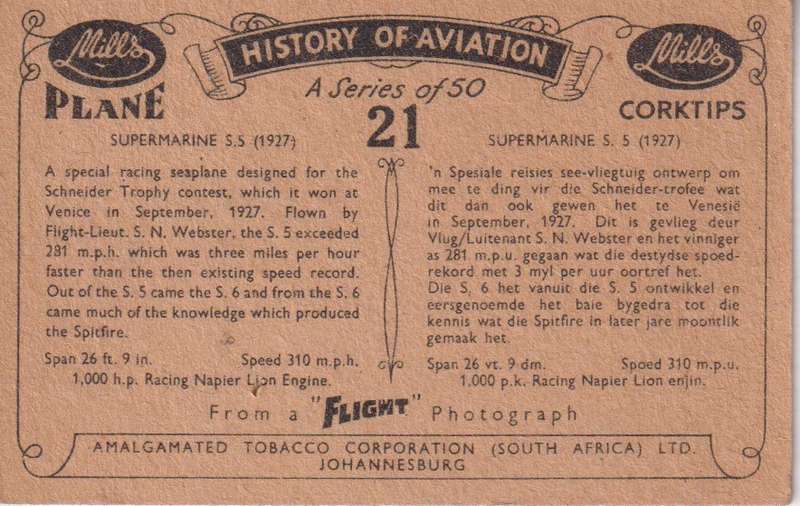 Mills
HISTORY OF AVIATION
Mills
PLANE
A Series of 50
CORKTIPS
21
SUPERMARINE S.5 (1927)
A special racing seaplane designed for the
Schneider Trophy contest, which it won at
Venice in September, 1927. Flown by
Flight-Lieut. S. N. Webster, the S. 5 exceeded
281 m.p.h. which was three miles per hour
faster than the then existing speed record.
Out of the S. 5 came the S. 6 and from the S. 6
came much of the knowledge which produced
the Spitfire.
Span 26 ft. 9 in. Speed 310 m.p.h.
1,000 h.p. Racing Napier Lion Engine.
SUPERMARINE S. 5 (1927)
'n Spesiale reisies see-vliegtuig ontwerp om
mee te ding vir die Schneider-trofee wat
dit dan ook gewen het te Venesië
in September, 1927. Dit is gevlieg deur
Vlug/Luitenant S. N. Webster en het vinniger
as 281 m.p.u. gegaan wat die destydse spoed-
rekord met 3 myl per uur oortref het.
Die S. 6 het vanuit die S. 5 ontwikkel en
eersgenoemde het baie bygedra tot die
kennis wat die Spitfire in later jare moontlik
gemaak het.
Span 26 vt. 9 dm. Spoed 310 m.p.u.
1,000 p.k. Racing Napier Lion enjin.
From a "FLIGHT" Photograph
AMALGAMATED TOBACCO CORPORATION (SOUTH AFRICA) LTD.
JOHANNESBURG